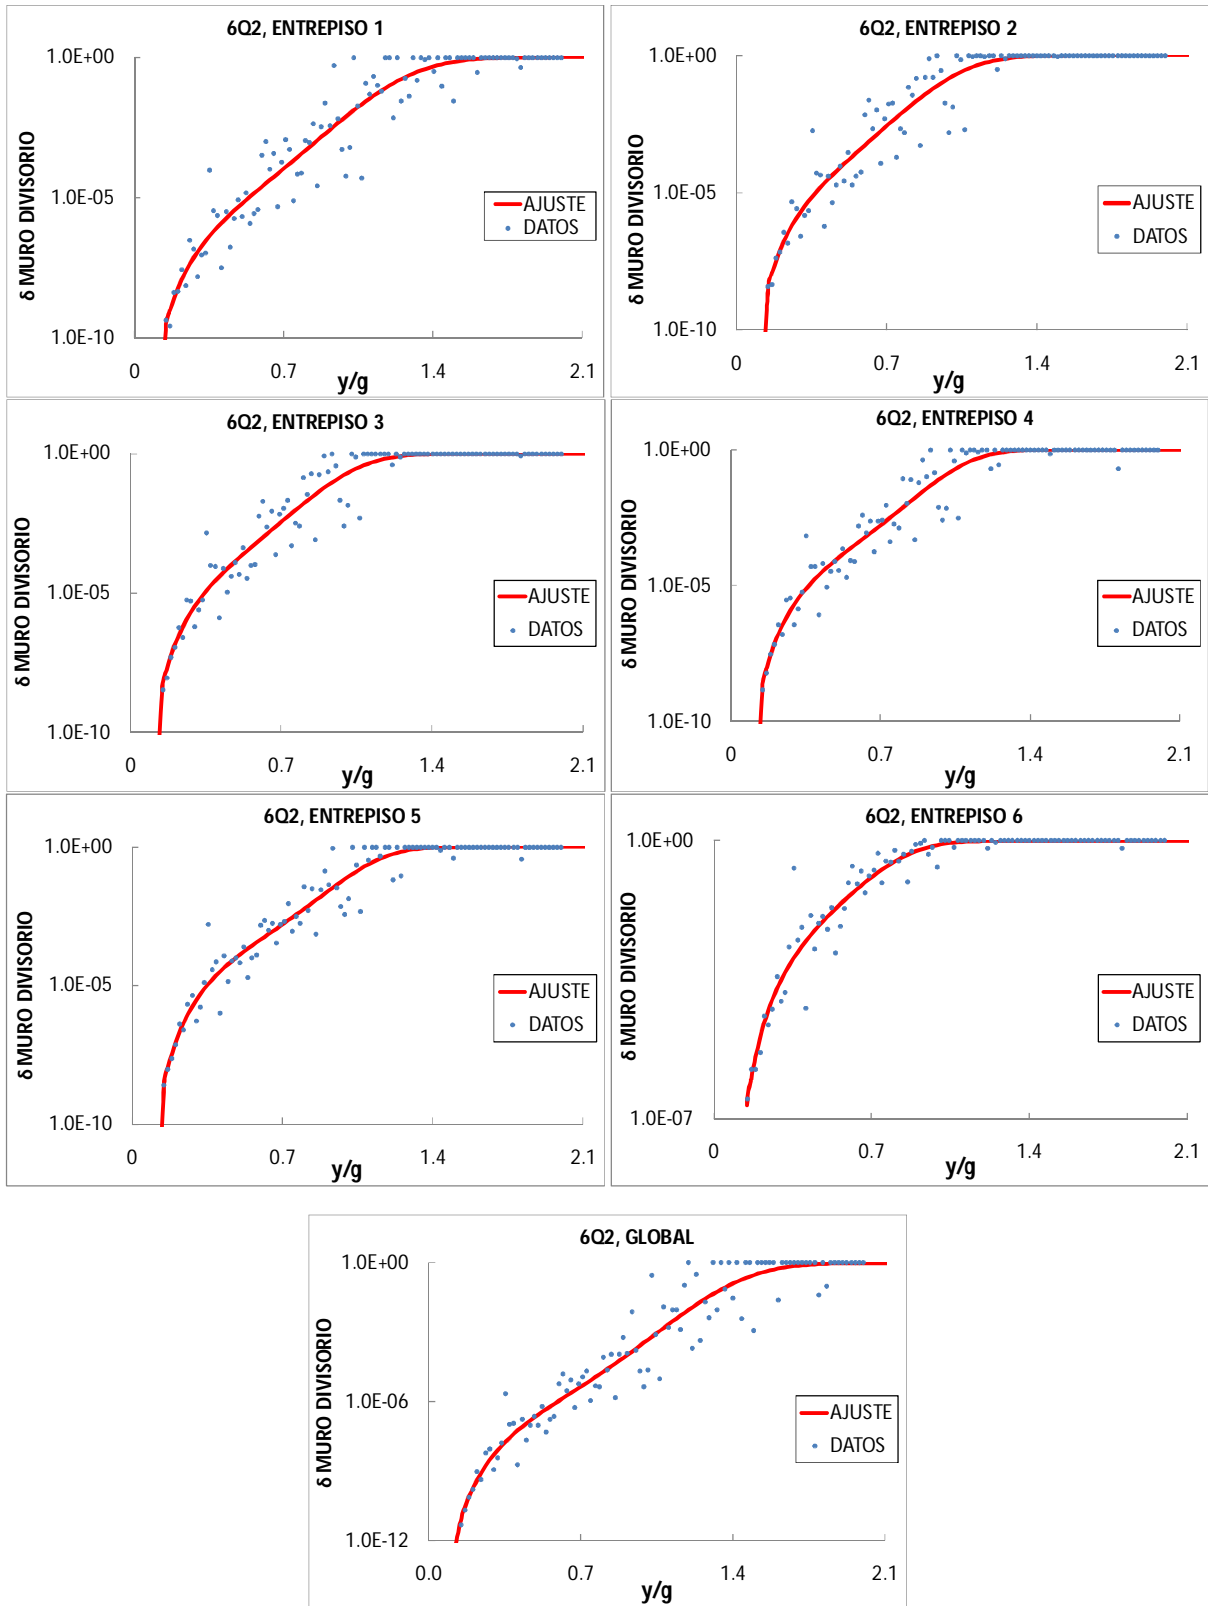 6Q2, ENTREPISO 1
1.0E+00
1.0E-05
1.0E-10
δ MURO DIVISORIO
AJUSTE
DATOS
0 0.7 1.4 2.1
y/g
6Q2, ENTREPISO 2
1.0E+00
1.0E-05
1.0E-10
δ MURO DIVISORIO
AJUSTE
DATOS
0 0.7 1.4 2.1
y/g
6Q2, ENTREPISO 3
1.0E+00
1.0E-05
1.0E-10
δ MURO DIVISORIO
AJUSTE
DATOS
0 0.7 1.4 2.1
y/g
6Q2, ENTREPISO 4
1.0E+00
1.0E-05
1.0E-10
δ MURO DIVISORIO
AJUSTE
DATOS
0 0.7 1.4 2.1
y/g
6Q2, ENTREPISO 5
1.0E+00
1.0E-05
1.0E-10
δ MURO DIVISORIO
AJUSTE
DATOS
0 0.7 1.4 2.1
y/g
6Q2, ENTREPISO 6
1.0E+00
1.0E-07
δ MURO DIVISORIO
AJUSTE
DATOS
0 0.7 1.4 2.1
y/g
6Q2, GLOBAL
1.0E+00
1.0E-06
1.0E-12
δ MURO DIVISORIO
AJUSTE
DATOS
0.0 0.7 1.4 2.1
y/g